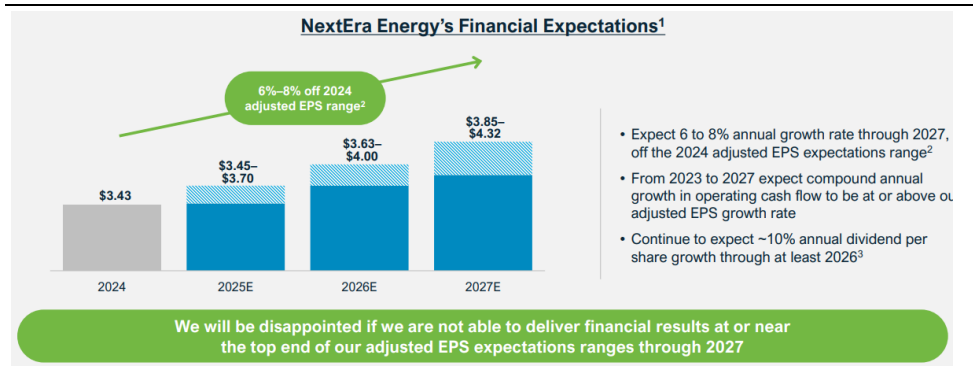 NextEra Energy's Financial Expectations¹
6%–8% off 2024
adjusted EPS range²
$3.43
$3.45–
$3.70
$3.63–
$4.00
$3.85–
$4.32
2024
2025E
2026E
2027E
• Expect 6 to 8% annual growth rate through 2027,
off the 2024 adjusted EPS expectations range²
• From 2023 to 2027 expect compound annual
growth in operating cash flow to be at or above ou
adjusted EPS growth rate
• Continue to expect ~10% annual dividend per
share growth through at least 2026³
We will be disappointed if we are not able to deliver financial results at or near
the top end of our adjusted EPS expectations ranges through 2027